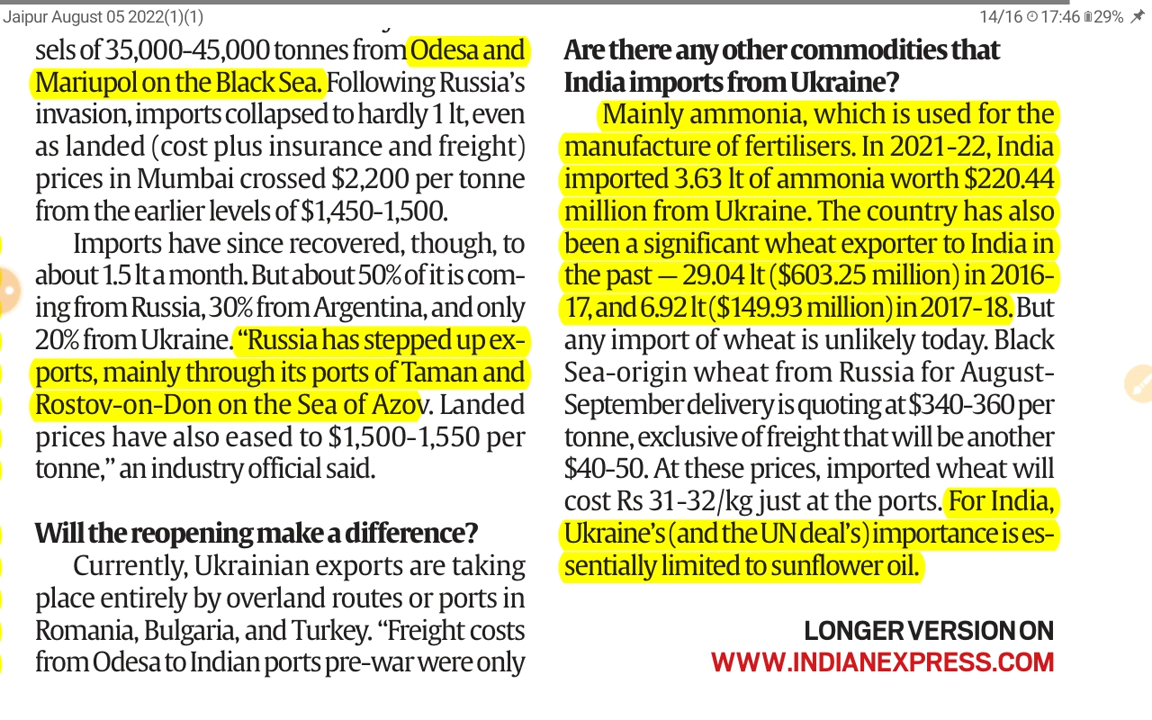 Jaipur August 05 2022(1)(1)
14/16 17:46 29%
sels of 35,000-45,000 tonnes from Odesa and
Mariupol on the Black Sea. Following Russia's
invasion, imports collapsed to hardly 1 lt, even
as landed (cost plus insurance and freight)
prices in Mumbai crossed $2,200 per tonne
from the earlier levels of $1,450-1,500.
Imports have since recovered, though, to
about 1.5 lt a month. But about 50% of it is com-
ing from Russia, 30% from Argentina, and only
20% from Ukraine. “Russia has stepped up ex-
ports, mainly through its ports of Taman and
Rostov-on-Don on the Sea of Azov. Landed
prices have also eased to $1,500-1,550 per
tonne,” an industry official said.
Will the reopening make a difference?
Currently, Ukrainian exports are taking
place entirely by overland routes or ports in
Romania, Bulgaria, and Turkey. “Freight costs
from Odesa to Indian ports pre-war were only
Are there any other commodities that
India imports from Ukraine?
Mainly ammonia, which is used for the
manufacture of fertilisers. In 2021-22, India
imported 3.63 lt of ammonia worth $220.44
million from Ukraine. The country has also
been a significant wheat exporter to India in
the past — 29.04 lt ($603.25 million) in 2016-
17, and 6.92 lt ($149.93 million) in 2017-18. But
any import of wheat is unlikely today. Black
Sea-origin wheat from Russia for August-
September delivery is quoting at $340-360 per
tonne, exclusive of freight that will be another
$40-50. At these prices, imported wheat will
cost Rs 31-32/kg just at the ports. For India,
Ukraine's (and the UN deal's) importance is es-
sentially limited to sunflower oil.
LONGER VERSION ON
WWW.INDIANEXPRESS.COM